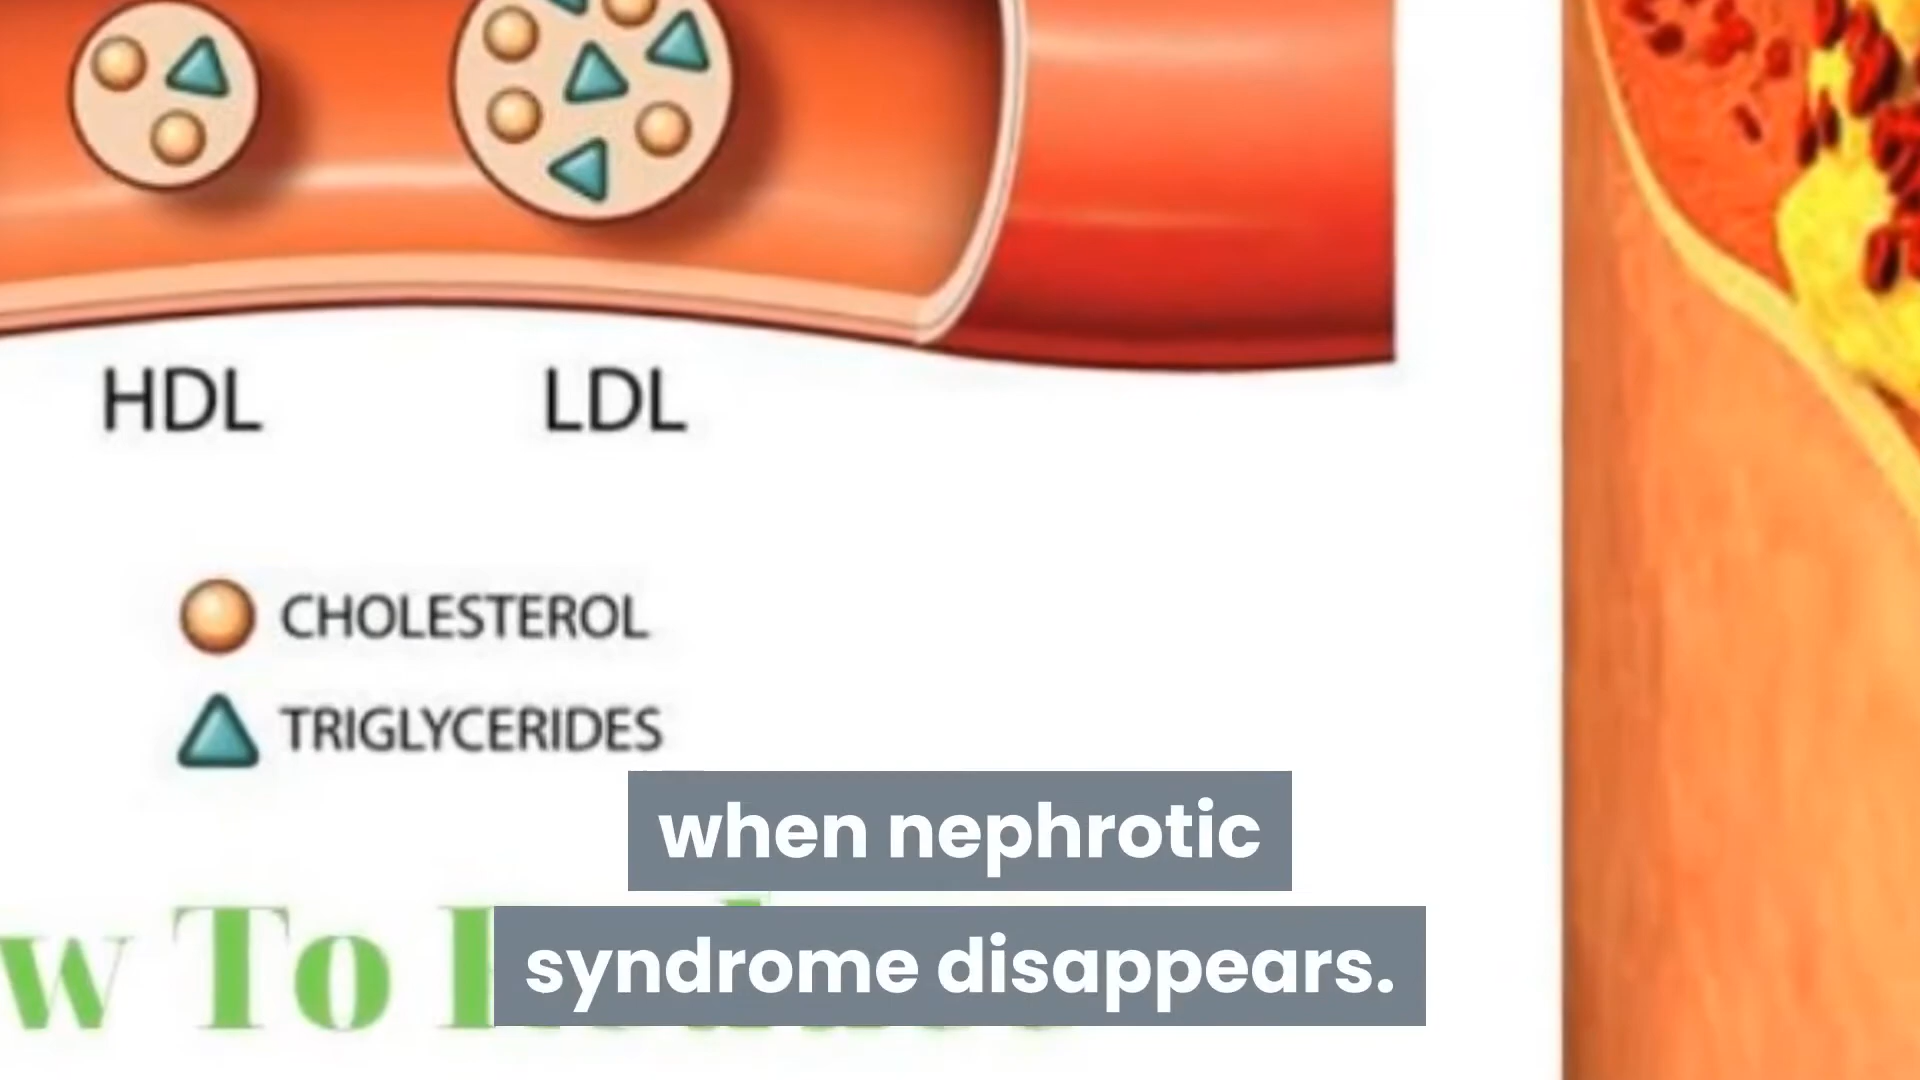 HDL LDL
CHOLESTEROL
TRIGLYCERIDES
when nephrotic
syndrome disappears.
To